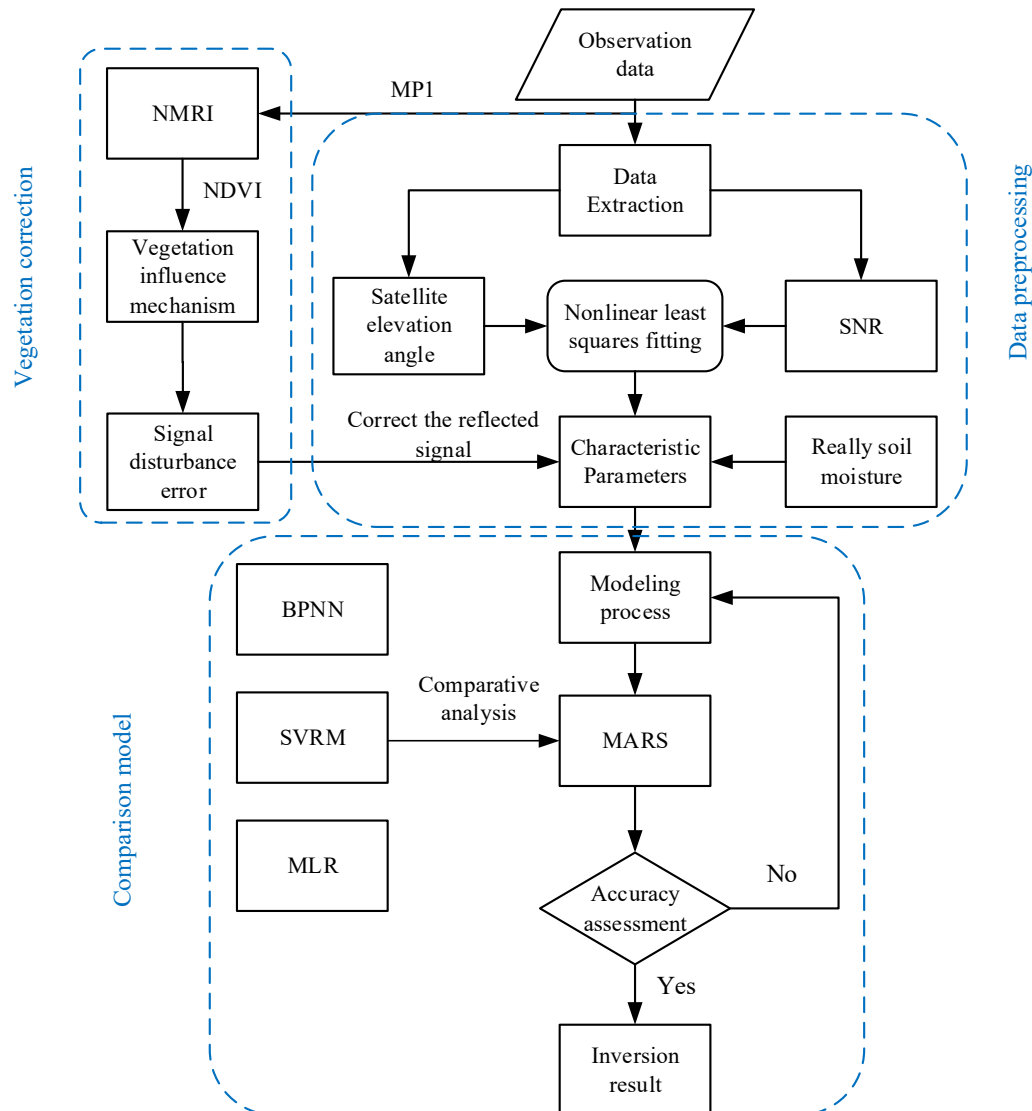 Observation
data
MP1
NMRI
NDVI
Vegetation
influence
mechanism
Signal
disturbance
error
Vegetation correction
Data
Extraction
Satellite
elevation
angle
Nonlinear least
squares fitting
SNR
Correct the reflected
signal
Characteristic
Parameters
Really soil
moisture
Data preprocessing
Modeling
process
BPNN
SVRM
MLR
Comparative
analysis
MARS
Accuracy
assessment
No
Yes
Inversion
result
Comparison model